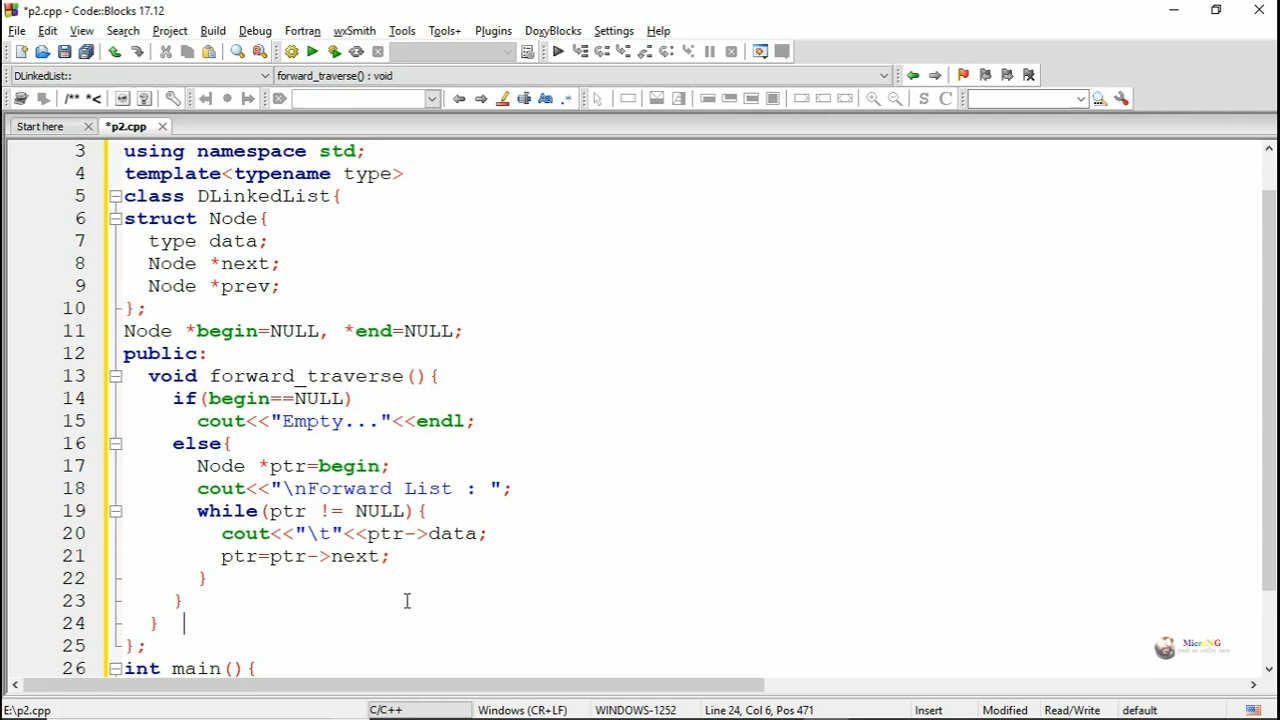 *p2.cpp - Code::Blocks 17.12
File Edit View Search Project Build Debug Fortran wxSmith Tools Tools+ Plugins DoxyBlocks Settings Help
DLinkedList:: forward_traverse() : void
/** *<
S C
Start here *p2.cpp
3 using namespace std;
4 template<typename type>
5 class DLinkedList{
6 struct Node{
7 type data;
8 Node *next;
9 Node *prev;
10 };
11 Node *begin=NULL, *end=NULL;
12 public:
13 void forward_traverse(){
14 if(begin==NULL)
15 cout<<"Empty..."<<endl;
16 else{
17 Node *ptr=begin;
18 cout<<"\nForward List : ";
19 while(ptr != NULL){
20 cout<<"\t"<<ptr->data;
21 ptr=ptr->next;
22 }
23 }
24 }
25 };
26 int main(){
E:\p2.cpp C/C++ Windows (CR+LF) WINDOWS-1252 Line 24, Col 6, Pos 471 Insert Modified Read/Write default